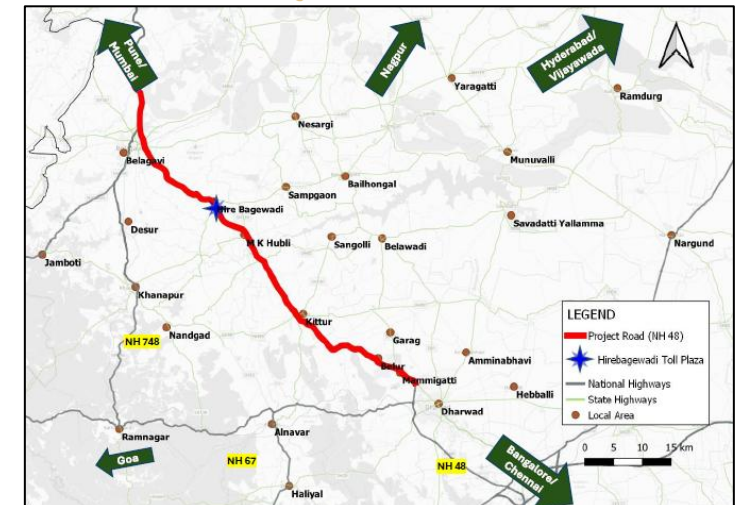 Pune/
Mumbai
Nagpur
Hyderabad/
Vijayawada
Yaragatti
Ramdurg
Nesargi
Belagavi
Munuvalli
Bailhongal
Sampgaon
Hire Bagewadi
Savadatti Yallamma
Desur
M K Hubli
Sangolli
Belawadi
Nargund
Jamboti
Khanapur
LEGEND
Project Road (NH 48)
Hirebagewadi Toll Plaza
National Highways
State Highways
Local Area
Kittur
Nandgad
Garag
NH 748
Amminabhavi
Belur
Mammigatti
Hebballi
Dharwad
Ramnagar
Alnavar
0 5 10 15 km
Goa
NH 67
NH 48
Bangalore/
Chennai
Haliyal